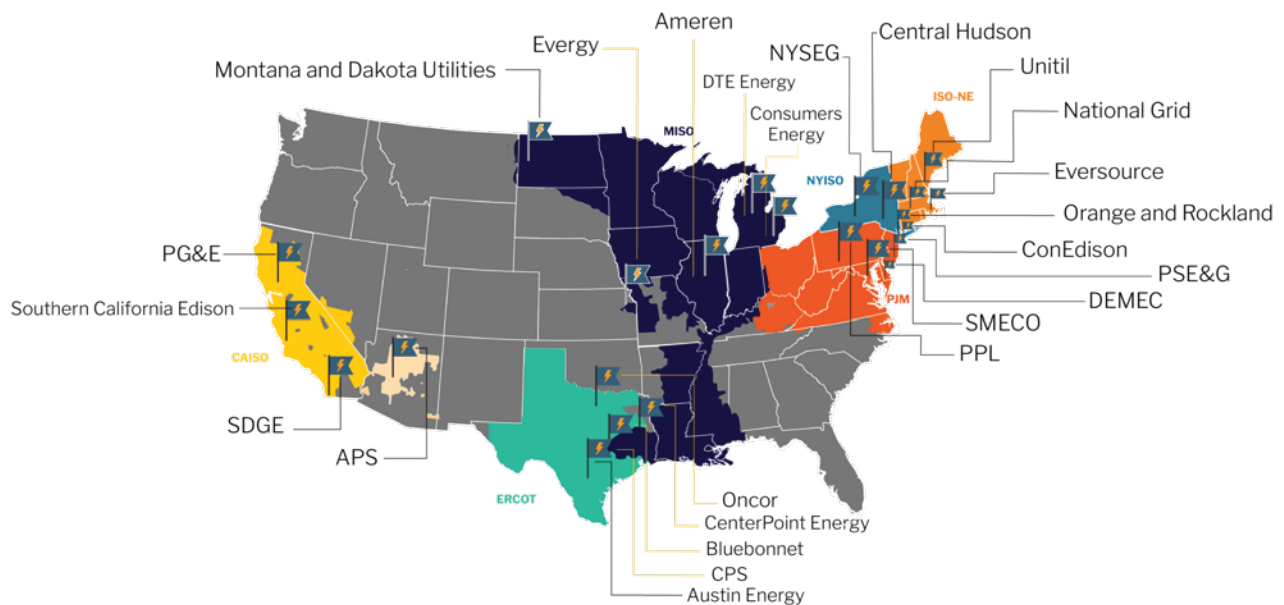 Ameren
Central Hudson
Evergy
NYSEG
Unitil
Montana and Dakota Utilities
DTE Energy
ISO-NE
National Grid
Consumers
Energy
MISO
Eversource
NYISO
Orange and Rockland
PG&E
ConEdison
PSE&G
DEMEC
Southern California Edison
PJM
SMECO
CAISO
PPL
SDGE
APS
ERCOT
Oncor
CenterPoint Energy
Bluebonnet
CPS
Austin Energy